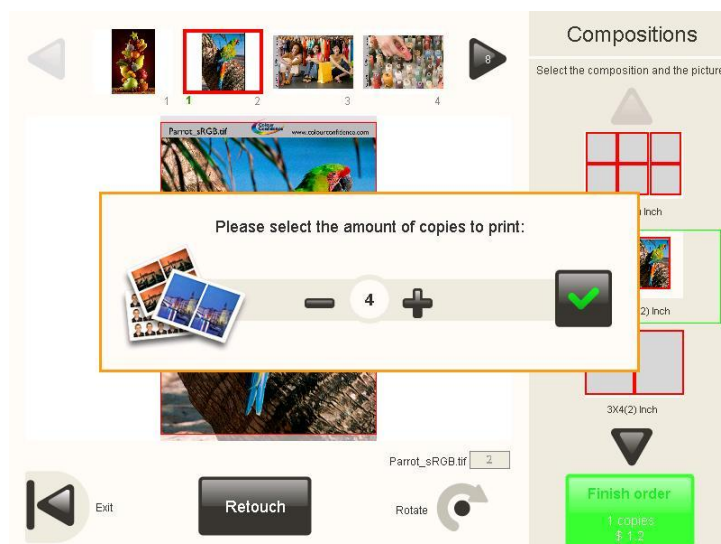 Compositions
Select the composition and the picture
8
1
1
2
3
4
Parrot_sRGB.tif
Colour Confidence
www.colourconfidence.com
Inch
Please select the amount of copies to print:
4
2) Inch
3X4(2) Inch
Parrot_sRGB.tif 2
Exit
Retouch
Rotate
Finish order
1 copies
$ 1.2